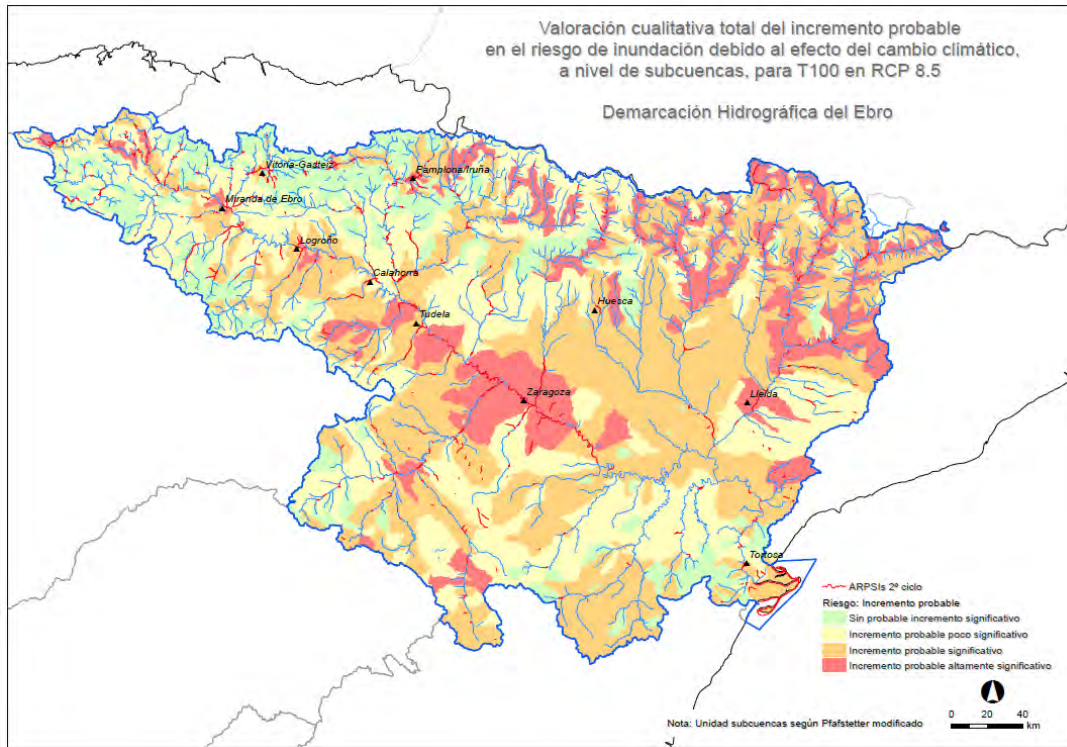 Valoración cualitativa total del incremento probable
en el riesgo de inundación debido al efecto del cambio climático,
a nivel de subcuencas, para T100 en RCP 8.5
Demarcación Hidrográfica del Ebro
Vitoria-Gasteiz
Pamplona/Iruña
Miranda de Ebro
Logroño
Calahorra
Huesca
Tudela
Zaragoza
Lleida
Tortosa
ARPSIs 2º ciclo
Riesgo: Incremento probable
Sin probable incremento significativo
Incremento probable poco significativo
Incremento probable significativo
Incremento probable altamente significativo
Nota: Unidad subcuencas según Pfafstetter modificado
0 20 40
km